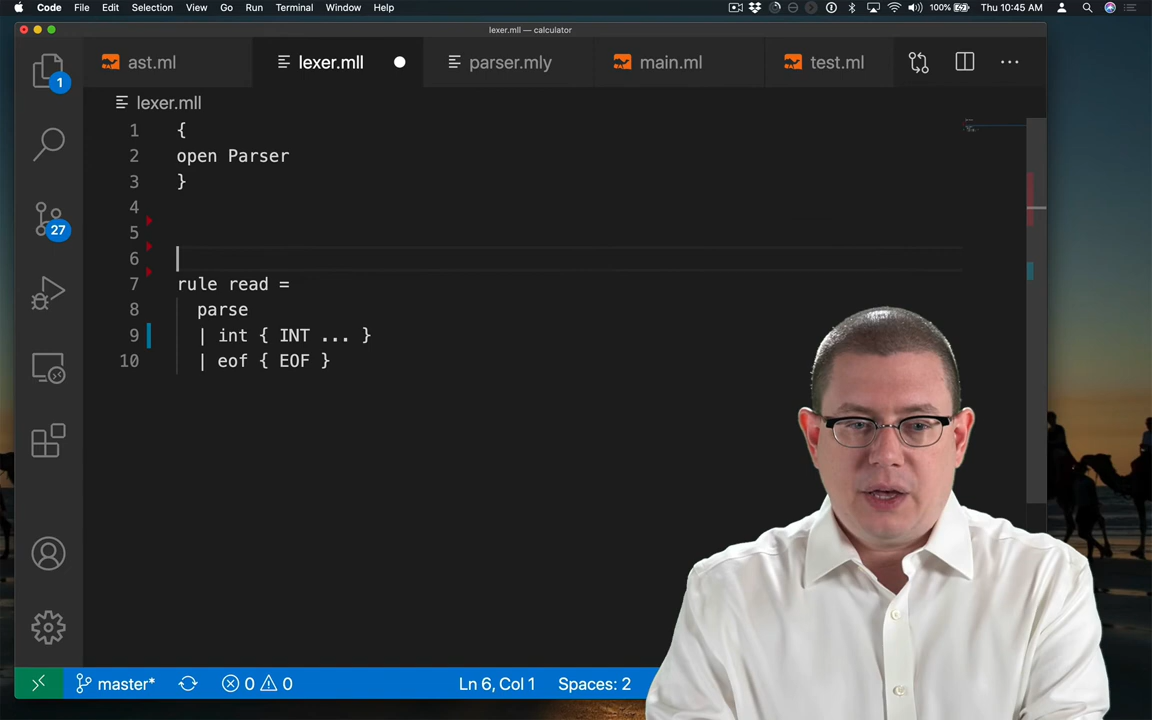 Code File Edit Selection View Go Run Terminal Window Help 100% Thu 10:45 AM
lexer.mll — calculator
ast.ml lexer.mll parser.mly main.ml test.ml
lexer.mll
1 {
2 open Parser
3 }
4
5
6
7 rule read =
8 parse
9 | int { INT ... }
10 | eof { EOF }
1
27
master* 0 0 Ln 6, Col 1 Spaces: 2